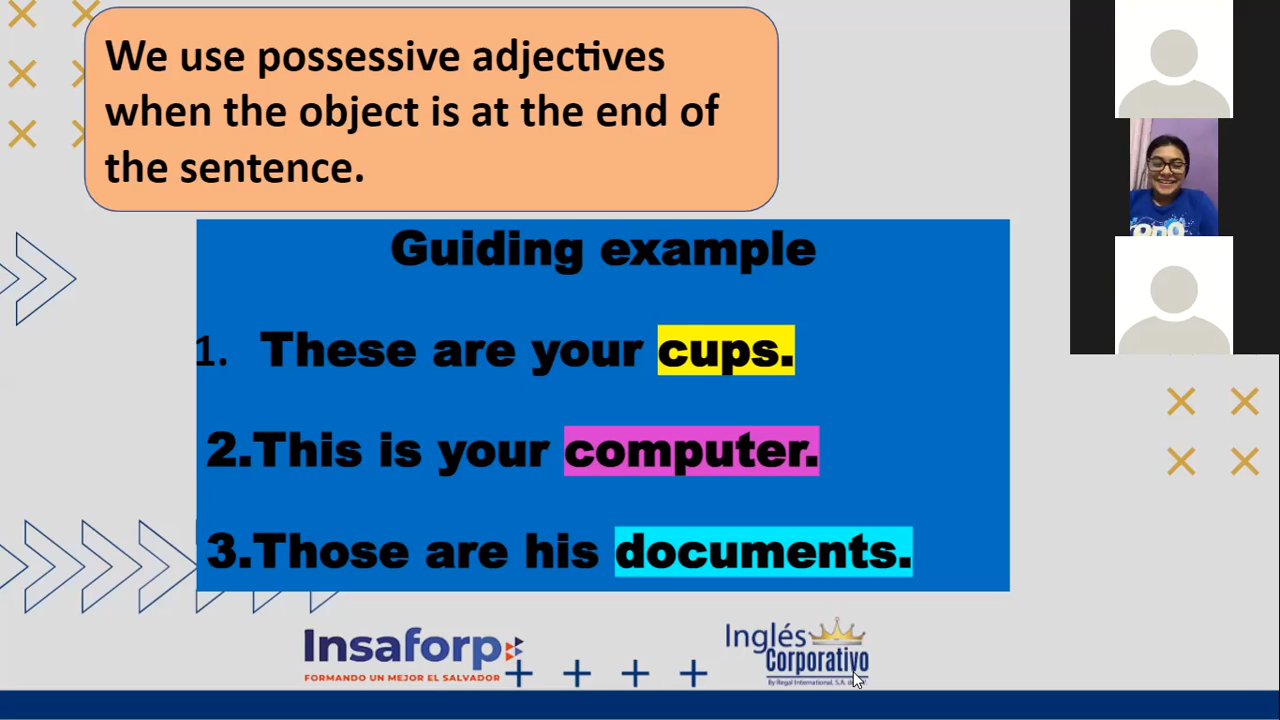 We use possessive adjectives
when the object is at the end of
the sentence.
Guiding example
1. These are your cups.
2.This is your computer.
3.Those are his documents.
Insaforp
FORMANDO UN MEJOR EL SALVADOR
Inglés
Corporativo
By Regal International, S.A. de